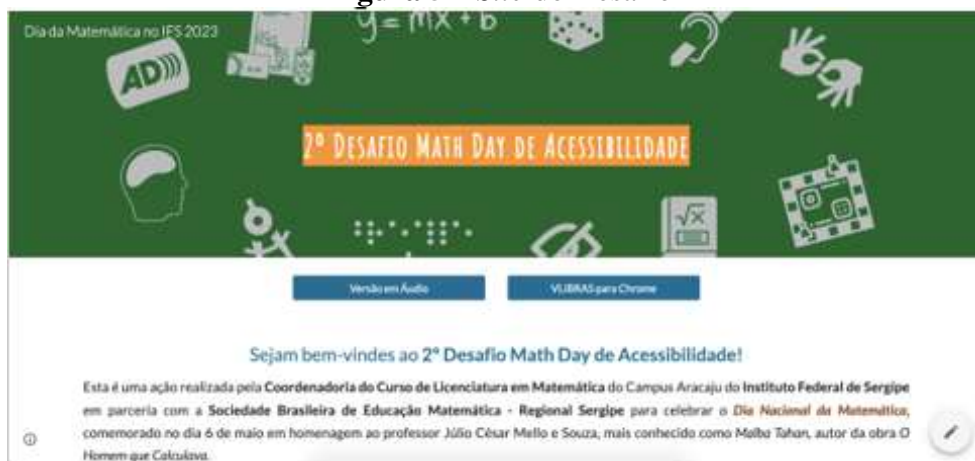 Dia da Matemática no IFS 2023
y = mx + b
AD)))
2º DESAFIO MATH DAY DE ACESSIBILIDADE
√x
Versão em Áudio
VLIBRAS para Chrome
Sejam bem-vindes ao 2º Desafio Math Day de Acessibilidade!
Esta é uma ação realizada pela Coordenadoria do Curso de Licenciatura em Matemática do Campus Aracaju do Instituto Federal de Sergipe
em parceria com a Sociedade Brasileira de Educação Matemática - Regional Sergipe para celebrar o Dia Nacional da Matemática,
comemorado no dia 6 de maio em homenagem ao professor Júlio César Mello e Souza, mais conhecido como Malba Tahan, autor da obra O
Homem que Calculava.